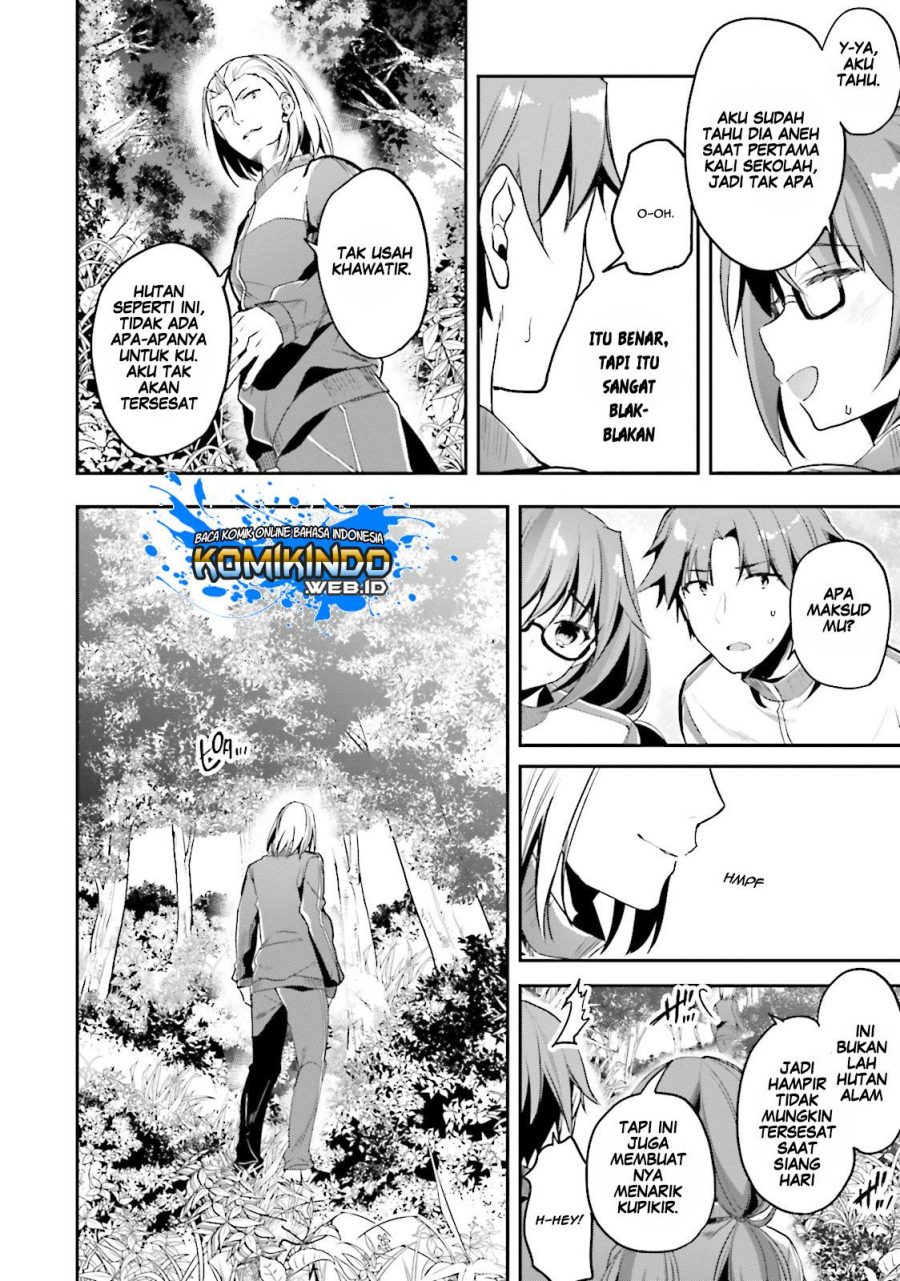 Y-YA,
AKU
TAHU.
AKU SUDAH
TAHU DIA ANEH
SAAT PERTAMA
KALI SEKOLAH,
JADI TAK APA
O-OH.
ITU BENAR,
TAPI ITU
SANGAT
BLAK-
BLAKAN
TAK USAH
KHAWATIR.
HUTAN
SEPERTI INI,
TIDAK ADA
APA-APANYA
UNTUK KU.
AKU TAK
AKAN
TERSESAT
APA
MAKSUD
MU?
HMPF
INI
BUKAN
LAH
HUTAN
ALAM
JADI
HAMPIR
TIDAK
MUNGKIN
TERSESAT
SAAT
SIANG
HARI
TAPI INI
JUGA
MEMBUAT
NYA
MENARIK
KUPIKIR.
H-HEY!
BACA KOMIK ONLINE BAHASA INDONESIA
KOMIKINDO
.WEB.ID